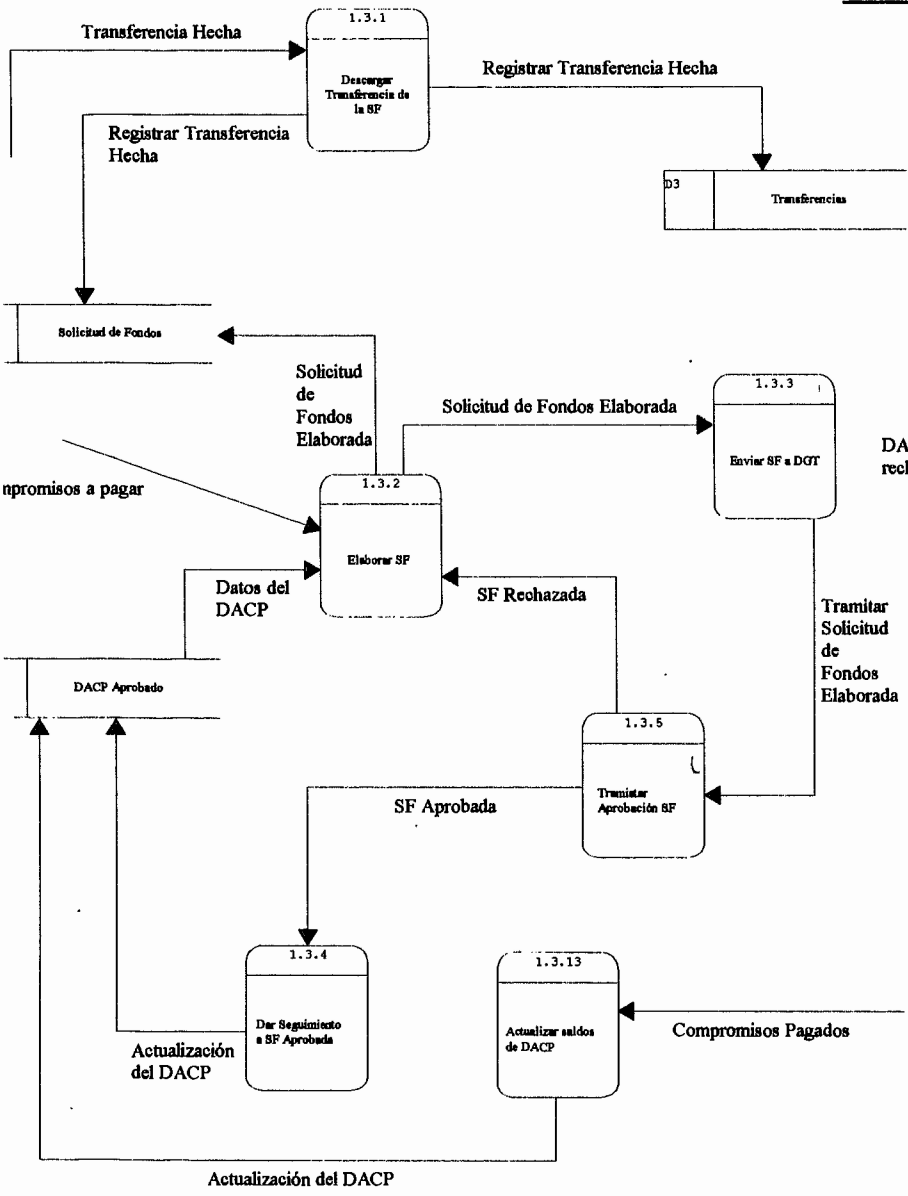 1.3.1
Transferencia Hecha
Descargar
Transferencia de
la SF
Registrar Transferencia Hecha
Registrar Transferencia
Hecha
D3
Transferencias
Solicitud de Fondos
Solicitud
de
Fondos
Elaborada
Solicitud de Fondos Elaborada
1.3.3
Enviar SF a DGT
DA
recl
mpromisos a pagar
1.3.2
Elaborar SF
Datos del
DACP
SF Rechazada
Tramitar
Solicitud
de
Fondos
Elaborada
DACP Aprobado
1.3.5
Tramiatar
Aprobación SF
SF Aprobada
1.3.4
Dar Seguimiento
a SF Aprobada
1.3.13
Actualizar saldos
de DACP
Compromisos Pagados
Actualización
del DACP
Actualización del DACP